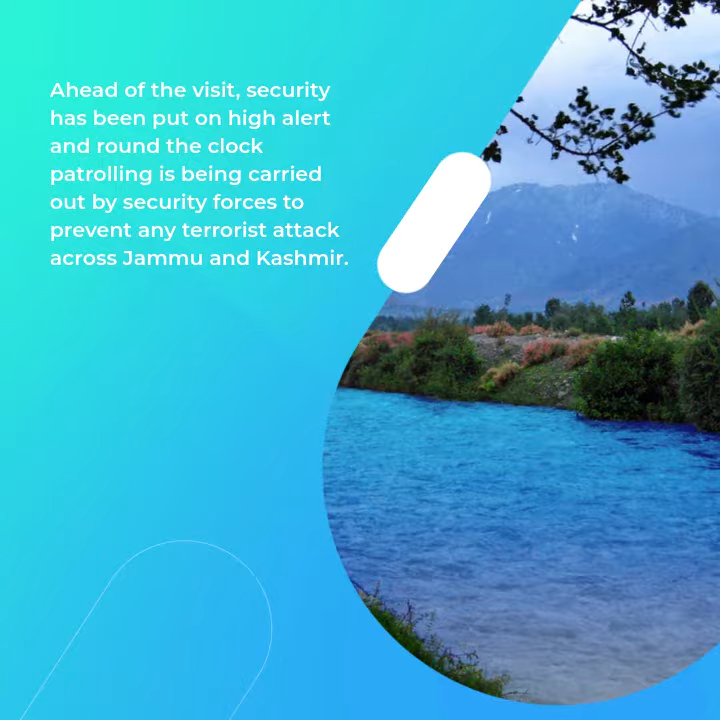 Ahead of the visit, security
has been put on high alert
and round the clock
patrolling is being carried
out by security forces to
prevent any terrorist attack
across Jammu and Kashmir.